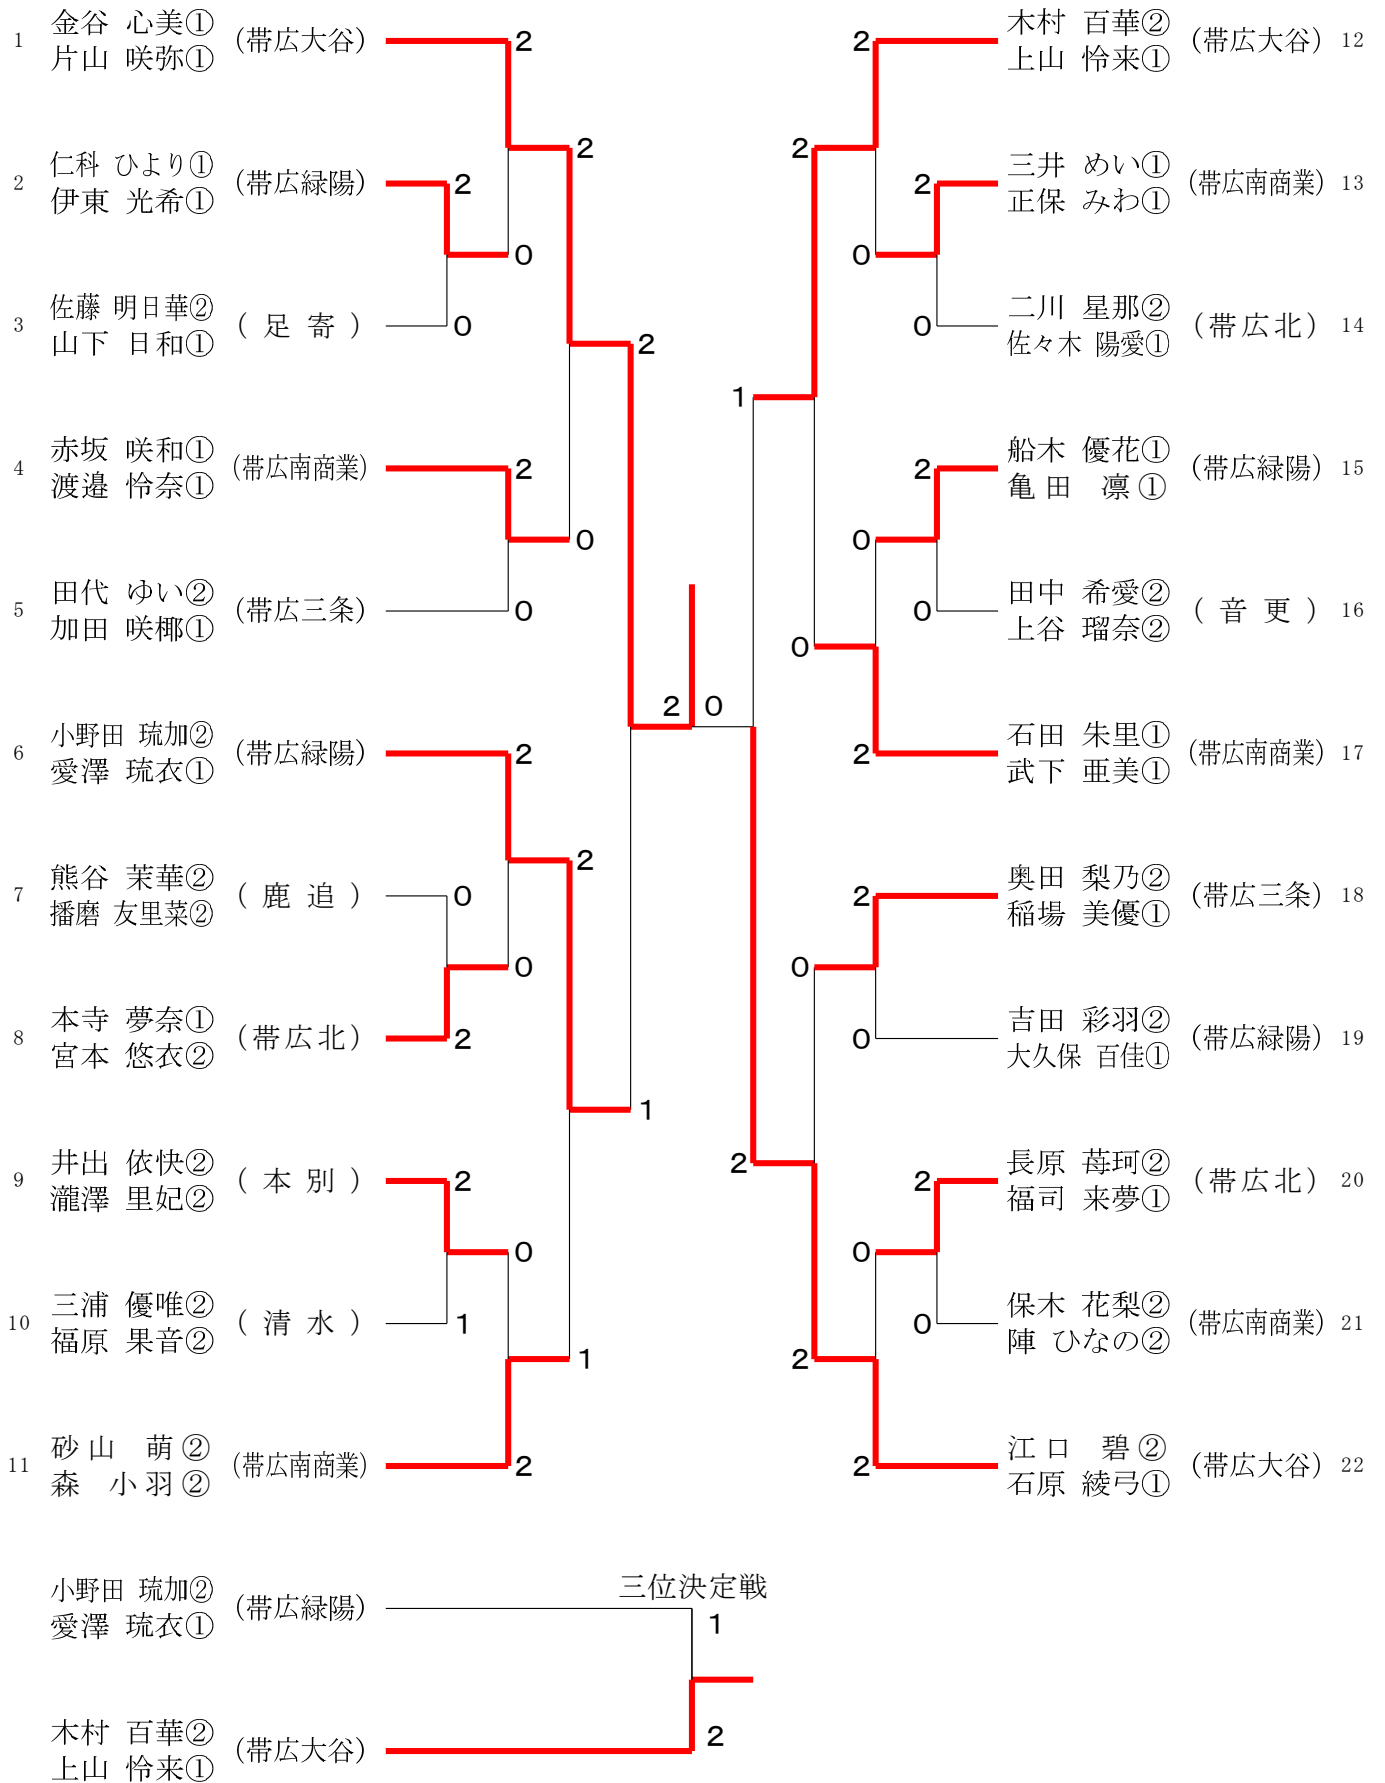 1 金谷 心美① (帯広大谷) 2
片山 咲弥①
2 仁科 ひより① (帯広緑陽) 2
伊東 光希①
2
0
3 佐藤 明日華② (足寄) 0
山下 日和①
2
4 赤坂 咲和① (帯広南商業) 2
渡邉 怜奈①
0
5 田代 ゆい② (帯広三条) 0
加田 咲椰①
2 0
6 小野田 琉加② (帯広緑陽) 2
愛澤 琉衣①
2
7 熊谷 茉華② (鹿追) 0
播磨 友里菜②
0
8 本寺 夢奈① (帯広北) 2
宮本 悠衣②
1
9 井出 依快② (本別) 2
瀧澤 里妃②
0
10 三浦 優唯② (清水) 1
福原 果音②
1
11 砂山 萌② (帯広南商業) 2
森 小羽②
2 木村 百華② (帯広大谷) 12
上山 怜来①
2
2 三井 めい① (帯広南商業) 13
正保 みわ①
0
0 二川 星那② (帯広北) 14
佐々木 陽愛①
1
2 船木 優花① (帯広緑陽) 15
亀田 凛①
0
0 田中 希愛② (音更) 16
上谷 瑠奈②
0
2 石田 朱里① (帯広南商業) 17
武下 亜美①
2 奥田 梨乃② (帯広三条) 18
稲場 美優①
0
0 吉田 彩羽② (帯広緑陽) 19
大久保 百佳①
2
2 長原 苺珂② (帯広北) 20
福司 来夢①
0
0 保木 花梨② (帯広南商業) 21
陣 ひなの②
2
2 江口 碧② (帯広大谷) 22
石原 綾弓①
三位決定戦
小野田 琉加② (帯広緑陽) 1
愛澤 琉衣①
木村 百華② (帯広大谷) 2
上山 怜来①